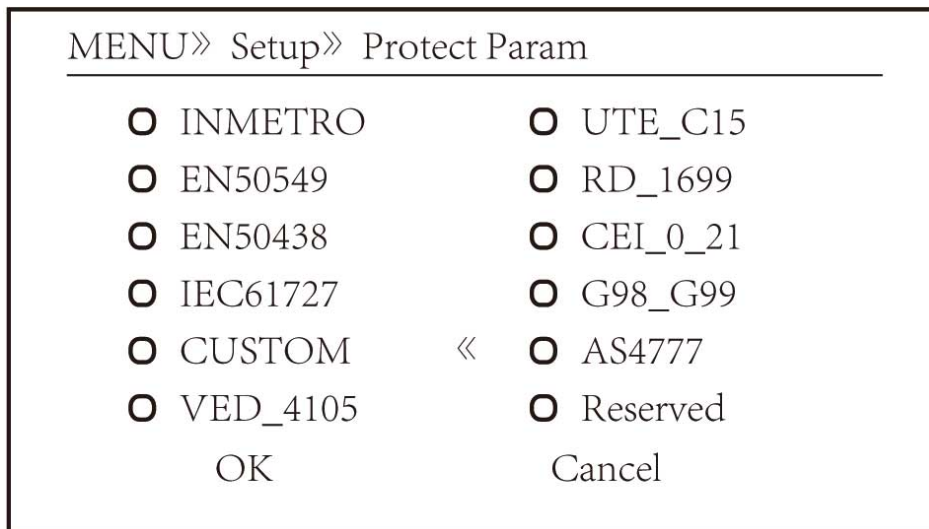 MENU» Setup» Protect Param
INMETRO UTE_C15
EN50549 RD_1699
EN50438 CEI_0_21
IEC61727 G98_G99
CUSTOM « AS4777
VED_4105 Reserved
OK Cancel